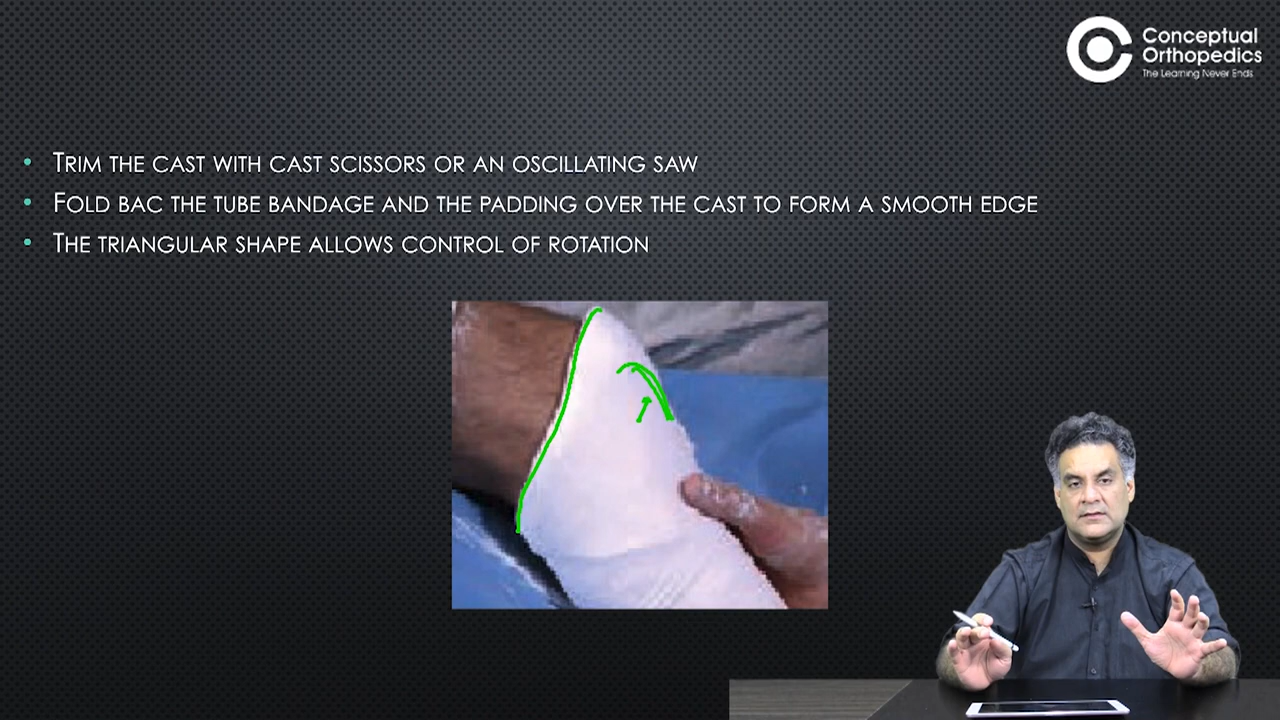 Conceptual
Orthopedics
The Learning Never Ends
• TRIM THE CAST WITH CAST SCISSORS OR AN OSCILLATING SAW
• FOLD BAC THE TUBE BANDAGE AND THE PADDING OVER THE CAST TO FORM A SMOOTH EDGE
• THE TRIANGULAR SHAPE ALLOWS CONTROL OF ROTATION